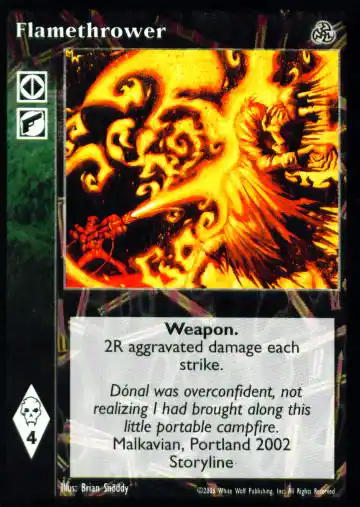 Flamethrower
Weapon.
2R aggravated damage each
strike.
Dónal was overconfident, not
realizing I had brought along this
little portable campfire.
Malkavian, Portland 2002
Storyline
4
Illus: Brian Snoddy
©2006 White Wolf Publishing, Inc. All Rights Reserved.